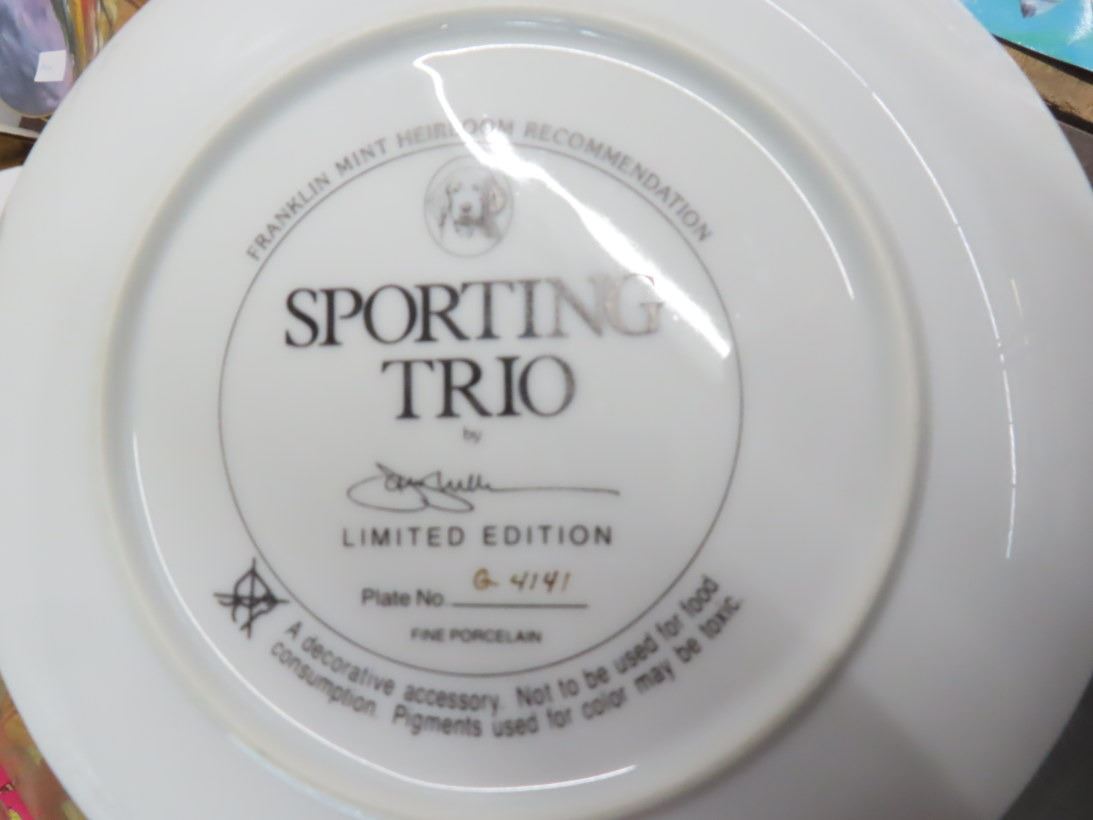 FRANKLIN MINT HEIRLOOM RECOMMENDATION
SPORTING
TRIO
by
LIMITED EDITION
Plate No. G 4141
FINE PORCELAIN
A decorative accessory. Not to be used for food
consumption. Pigments used for color may be toxic.